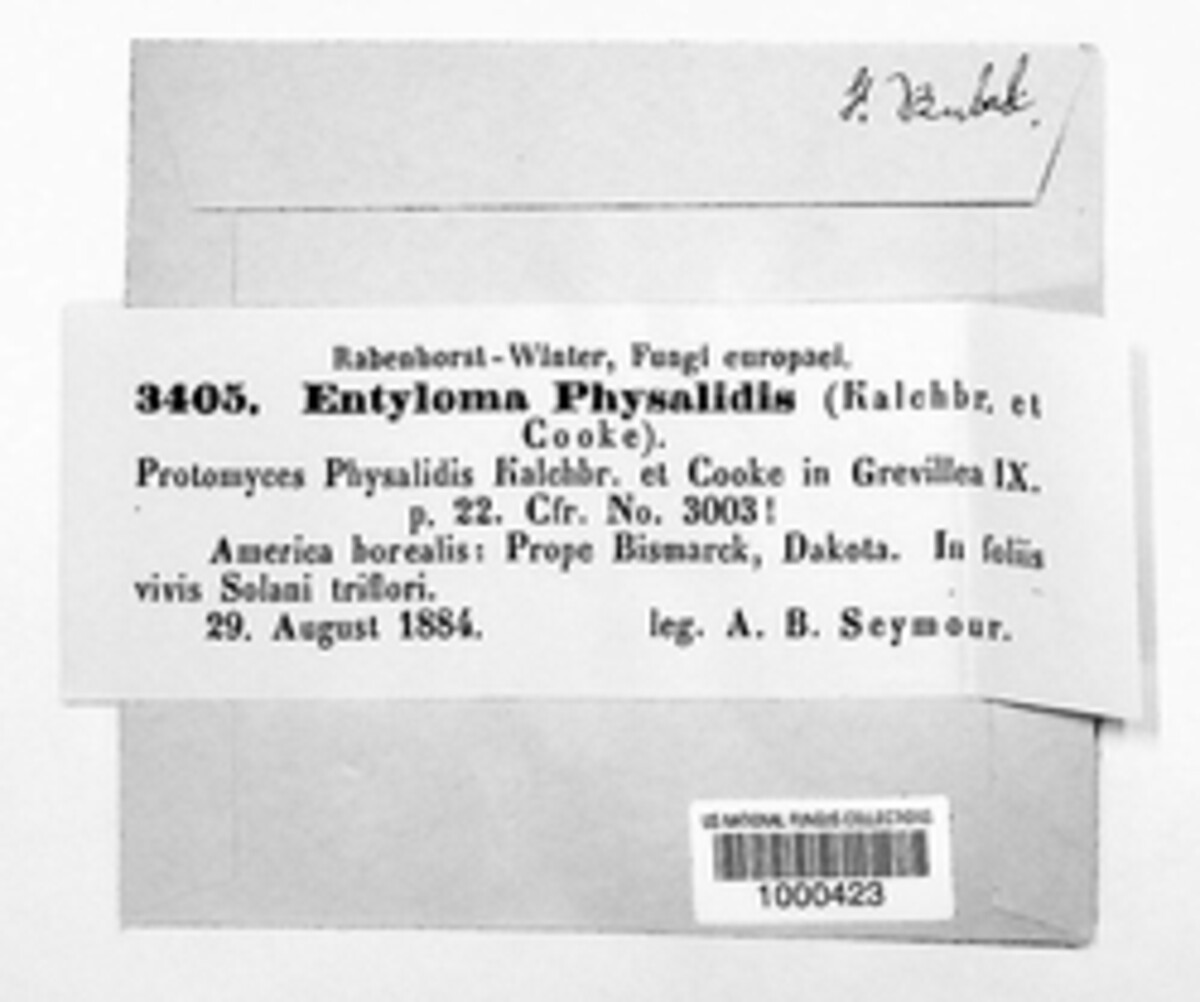 Rabenhorst-Winter, Fungi europaei.
3405. Entyloma Physalidis (Kalchbr. et
Cooke).
Protomyces Physalidis Kalchbr. et Cooke in Grevillea IX.
p. 22. Cfr. No. 3003!
America borealis: Prope Bismarck, Dakota. In foliis
vivis Solani triflori.
29. August 1884. leg. A. B. Seymour.
US NATIONAL FUNGUS COLLECTIONS
1000423